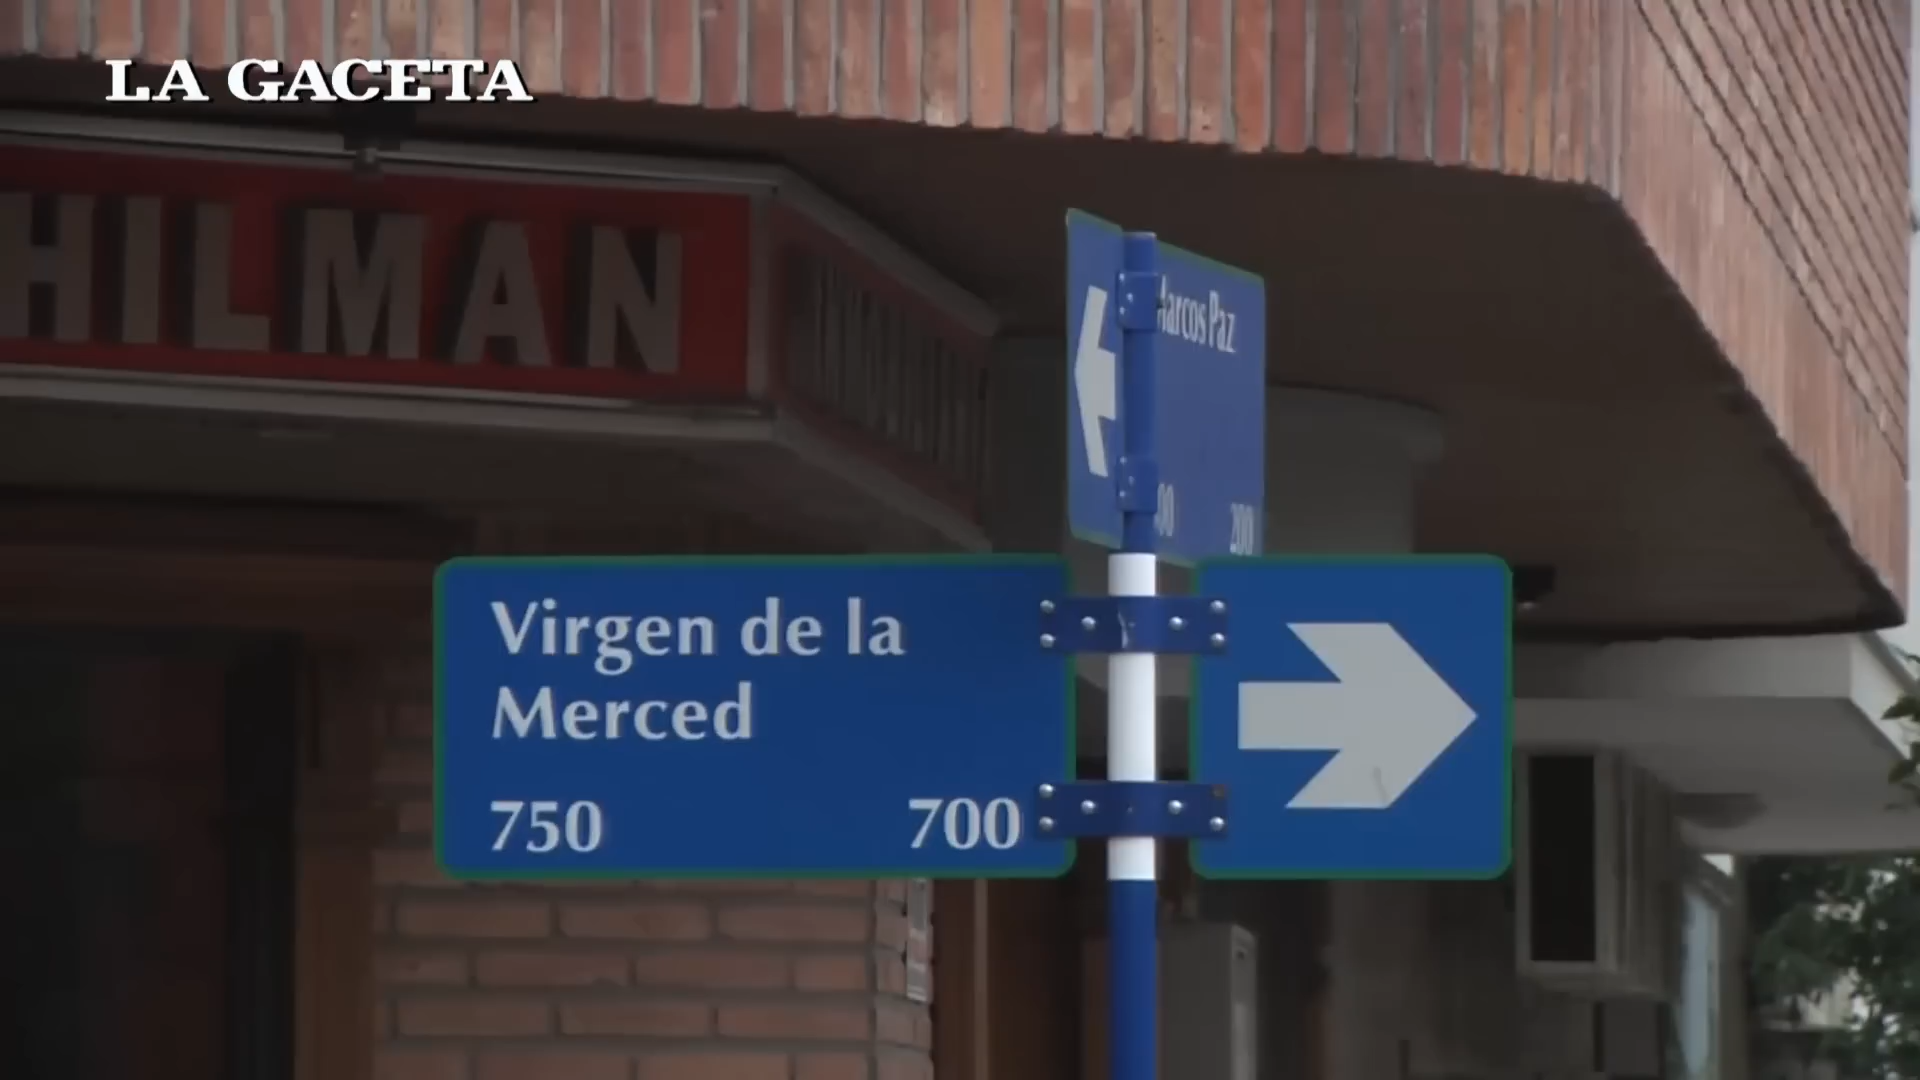 LA GACETA
HILMAN
Marcos Paz
200
Virgen de la
Merced
750 700